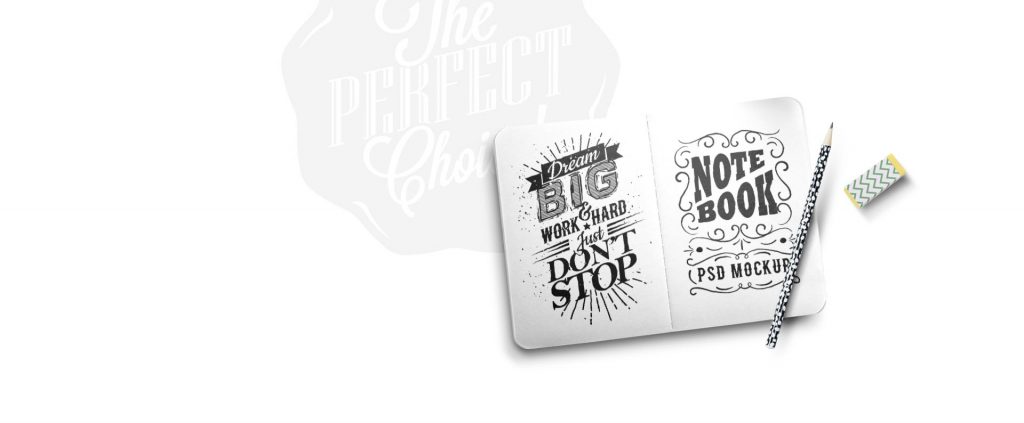 The
PERFECT
Choi
Dream
BIG
&
WORK HARD
Just
DON'T
STOP
NOTE
BOOK
PSD MOCKUP